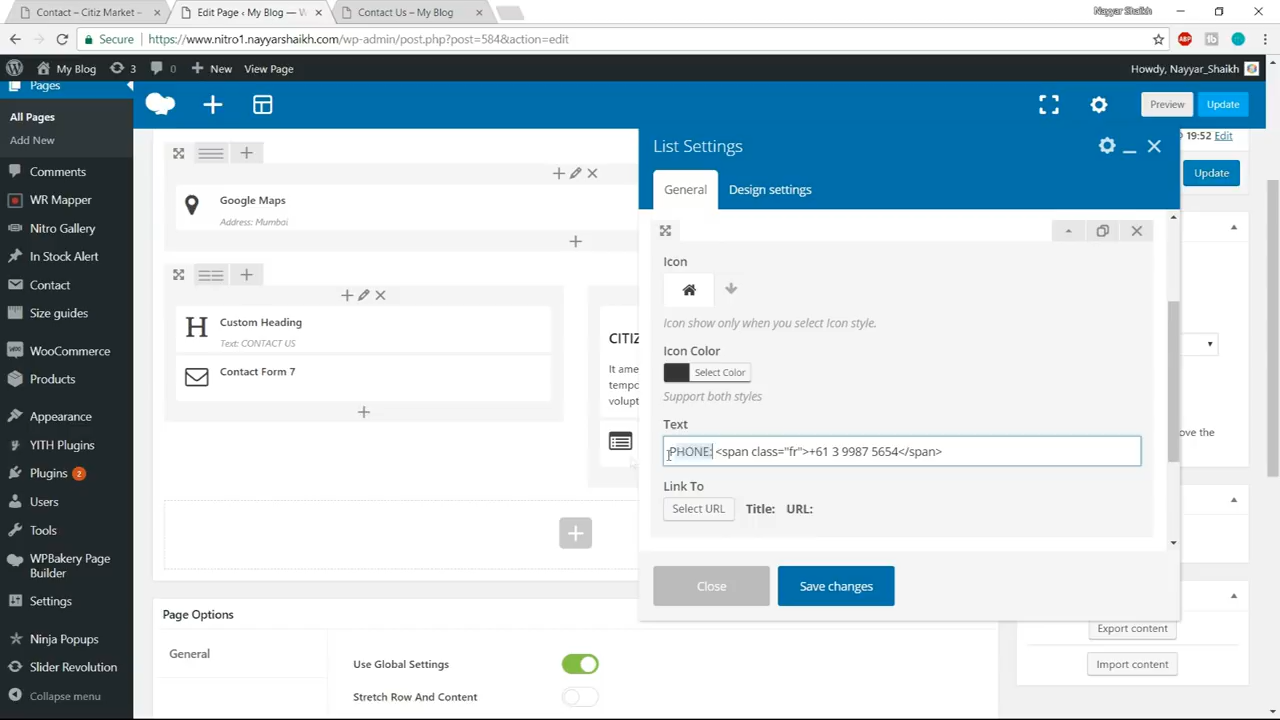 Contact – Citiz Market –
Edit Page ‹ My Blog — W
Contact Us – My Blog
Nayyar Shaikh
Secure
https://www.nitro1.nayyarshaikh.com/wp-admin/post.php?post=584&action=edit
ABP
My Blog
3
0
New
View Page
Howdy, Nayyar_Shaikh
Pages
All Pages
Add New
Comments
WR Mapper
Nitro Gallery
In Stock Alert
Contact
Size guides
WooCommerce
Products
Appearance
YITH Plugins
Plugins 2
Users
Tools
WPBakery Page
Builder
Settings
Ninja Popups
Slider Revolution
Collapse menu
Preview
Update
19:52 Edit
Update
Google Maps
Address: Mumbai
H
Custom Heading
Text: CONTACT US
Contact Form 7
CITIZ
It ame
tempo
volupt
List Settings
General
Design settings
Icon
Icon show only when you select Icon style.
Icon Color
Select Color
Support both styles
Text
PHONE: <span class="fr">+61 3 9987 5654</span>
Link To
Select URL
Title:
URL:
Close
Save changes
ove the
Page Options
General
Use Global Settings
Stretch Row And Content
Export content
Import content